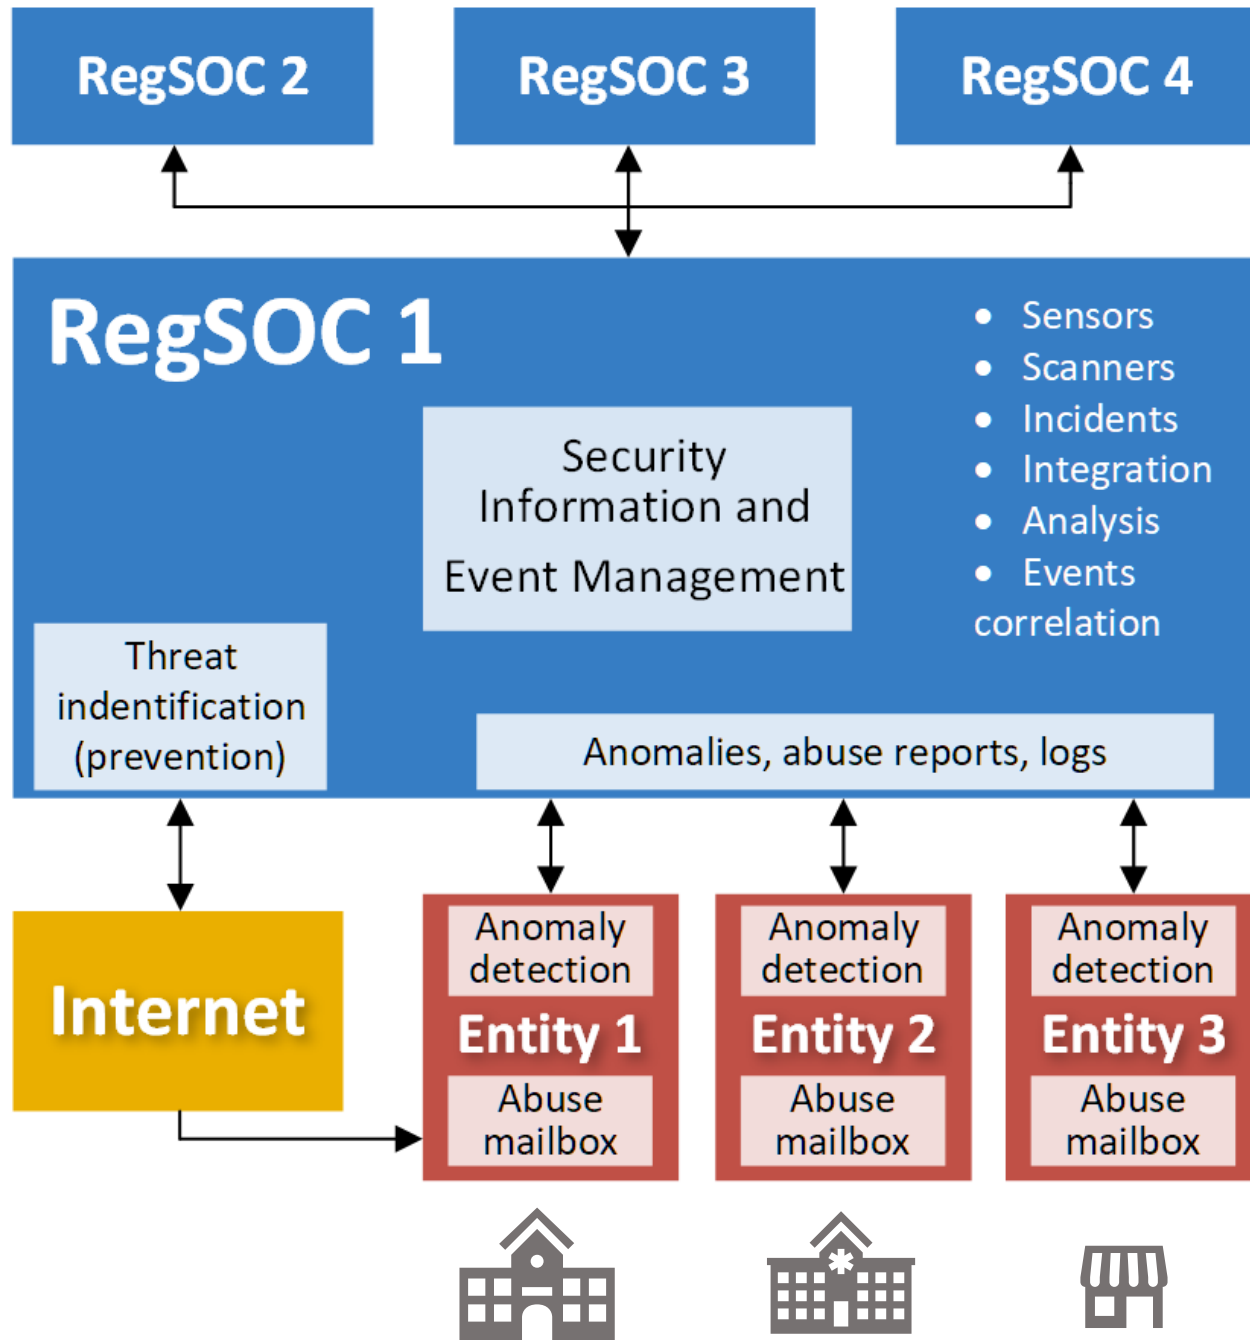 RegSOC 2
RegSOC 3
RegSOC 4
RegSOC 1
• Sensors
• Scanners
• Incidents
• Integration
• Analysis
• Events
correlation
Security
Information and
Event Management
Threat
indentification
(prevention)
Anomalies, abuse reports, logs
Internet
Anomaly
detection
Entity 1
Abuse
mailbox
Anomaly
detection
Entity 2
Abuse
mailbox
Anomaly
detection
Entity 3
Abuse
mailbox